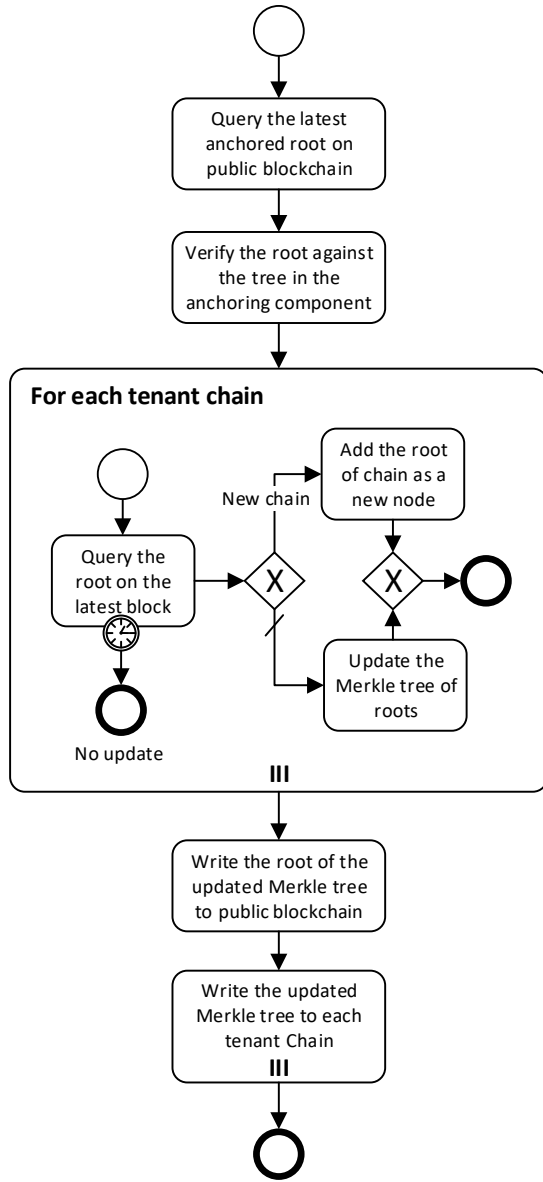 Query the latest
anchored root on
public blockchain
Verify the root against
the tree in the
anchoring component
For each tenant chain
Add the root
of chain as a
new node
New chain
Query the
root on the
latest block
X
X
Update the
Merkle tree of
roots
No update
Write the root of the
updated Merkle tree
to public blockchain
Write the updated
Merkle tree to each
tenant Chain